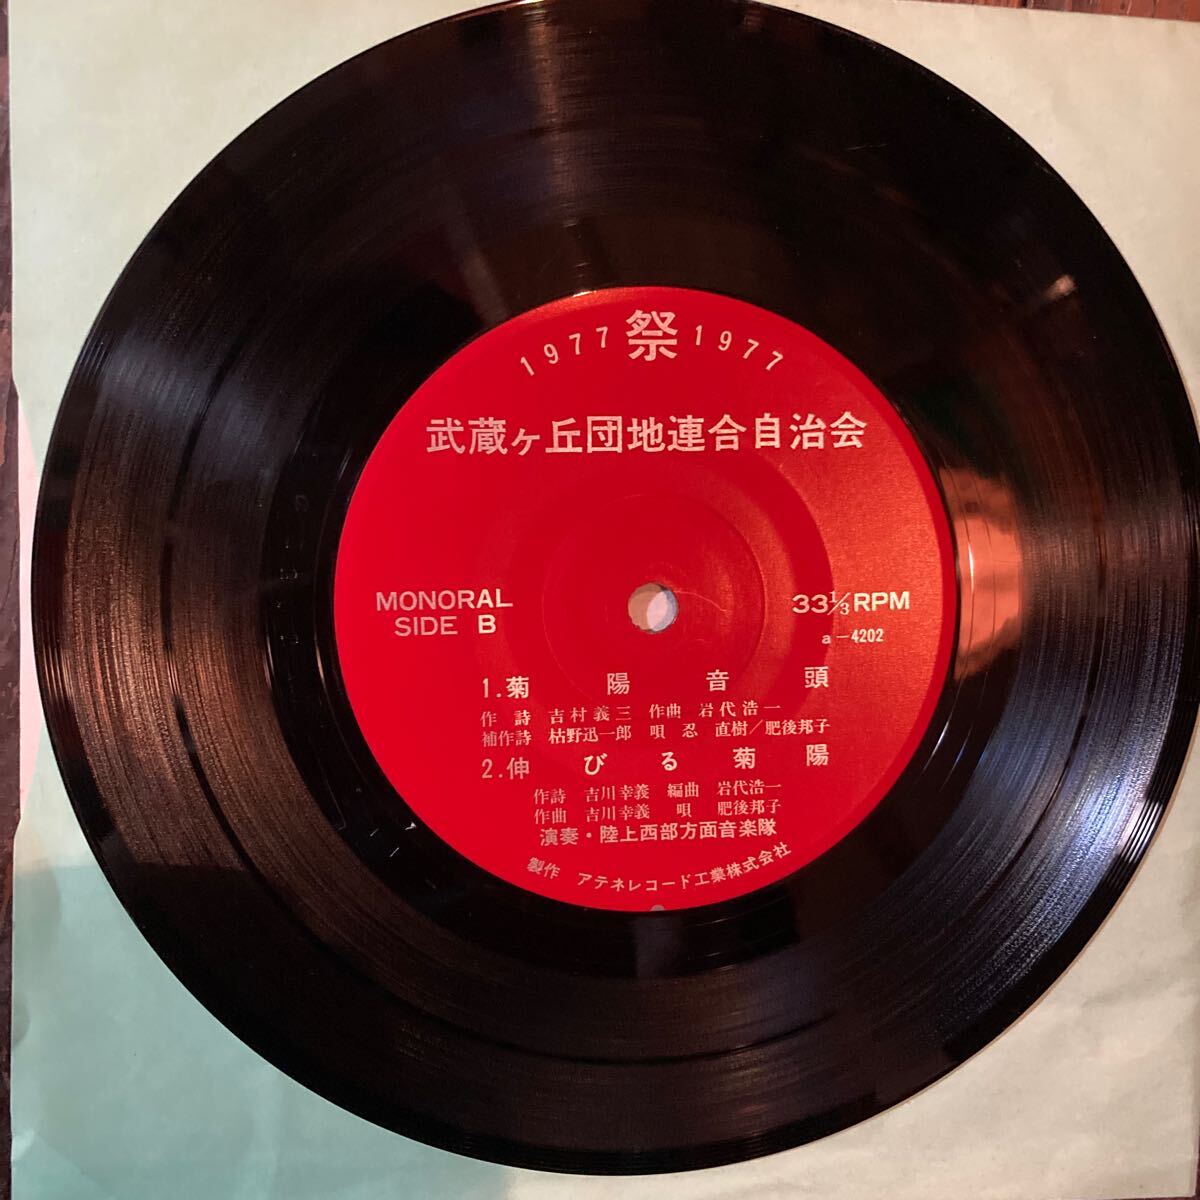 1977 祭 1977
武蔵ヶ丘団地連合自治会
MONORAL 33⅓RPM
SIDE B a-4202
1.菊陽音頭
作詩 吉村義三 作曲 岩代浩一
補作詩 枯野迅一郎 唄 忍 直樹/肥後邦子
2.伸びる菊陽
作詩 吉川幸義 編曲 岩代浩一
作曲 吉川幸義 唄 肥後邦子
演奏・陸上西部方面音楽隊
製作 アテネレコード工業株式会社